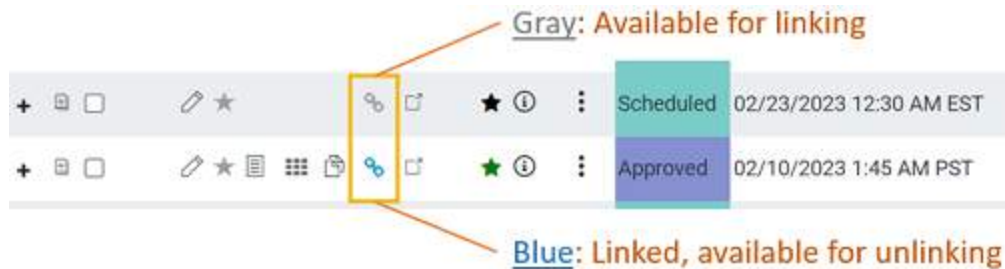 Gray: Available for linking
Scheduled 02/23/2023 12:30 AM EST
Approved 02/10/2023 1:45 AM PST
Blue: Linked, available for unlinking